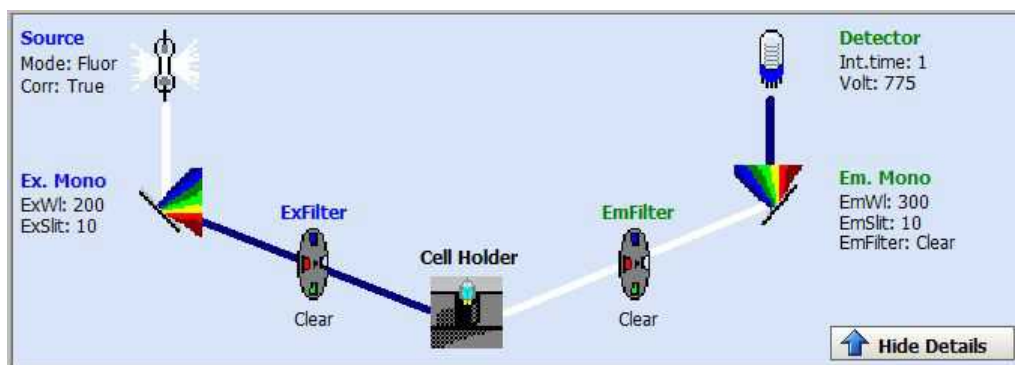 Source
Mode: Fluor
Corr: True
Detector
Int.time: 1
Volt: 775
Ex. Mono
ExWl: 200
ExSlit: 10
ExFilter
Clear
Cell Holder
EmFilter
Clear
Em. Mono
EmWl: 300
EmSlit: 10
EmFilter: Clear
Hide Details